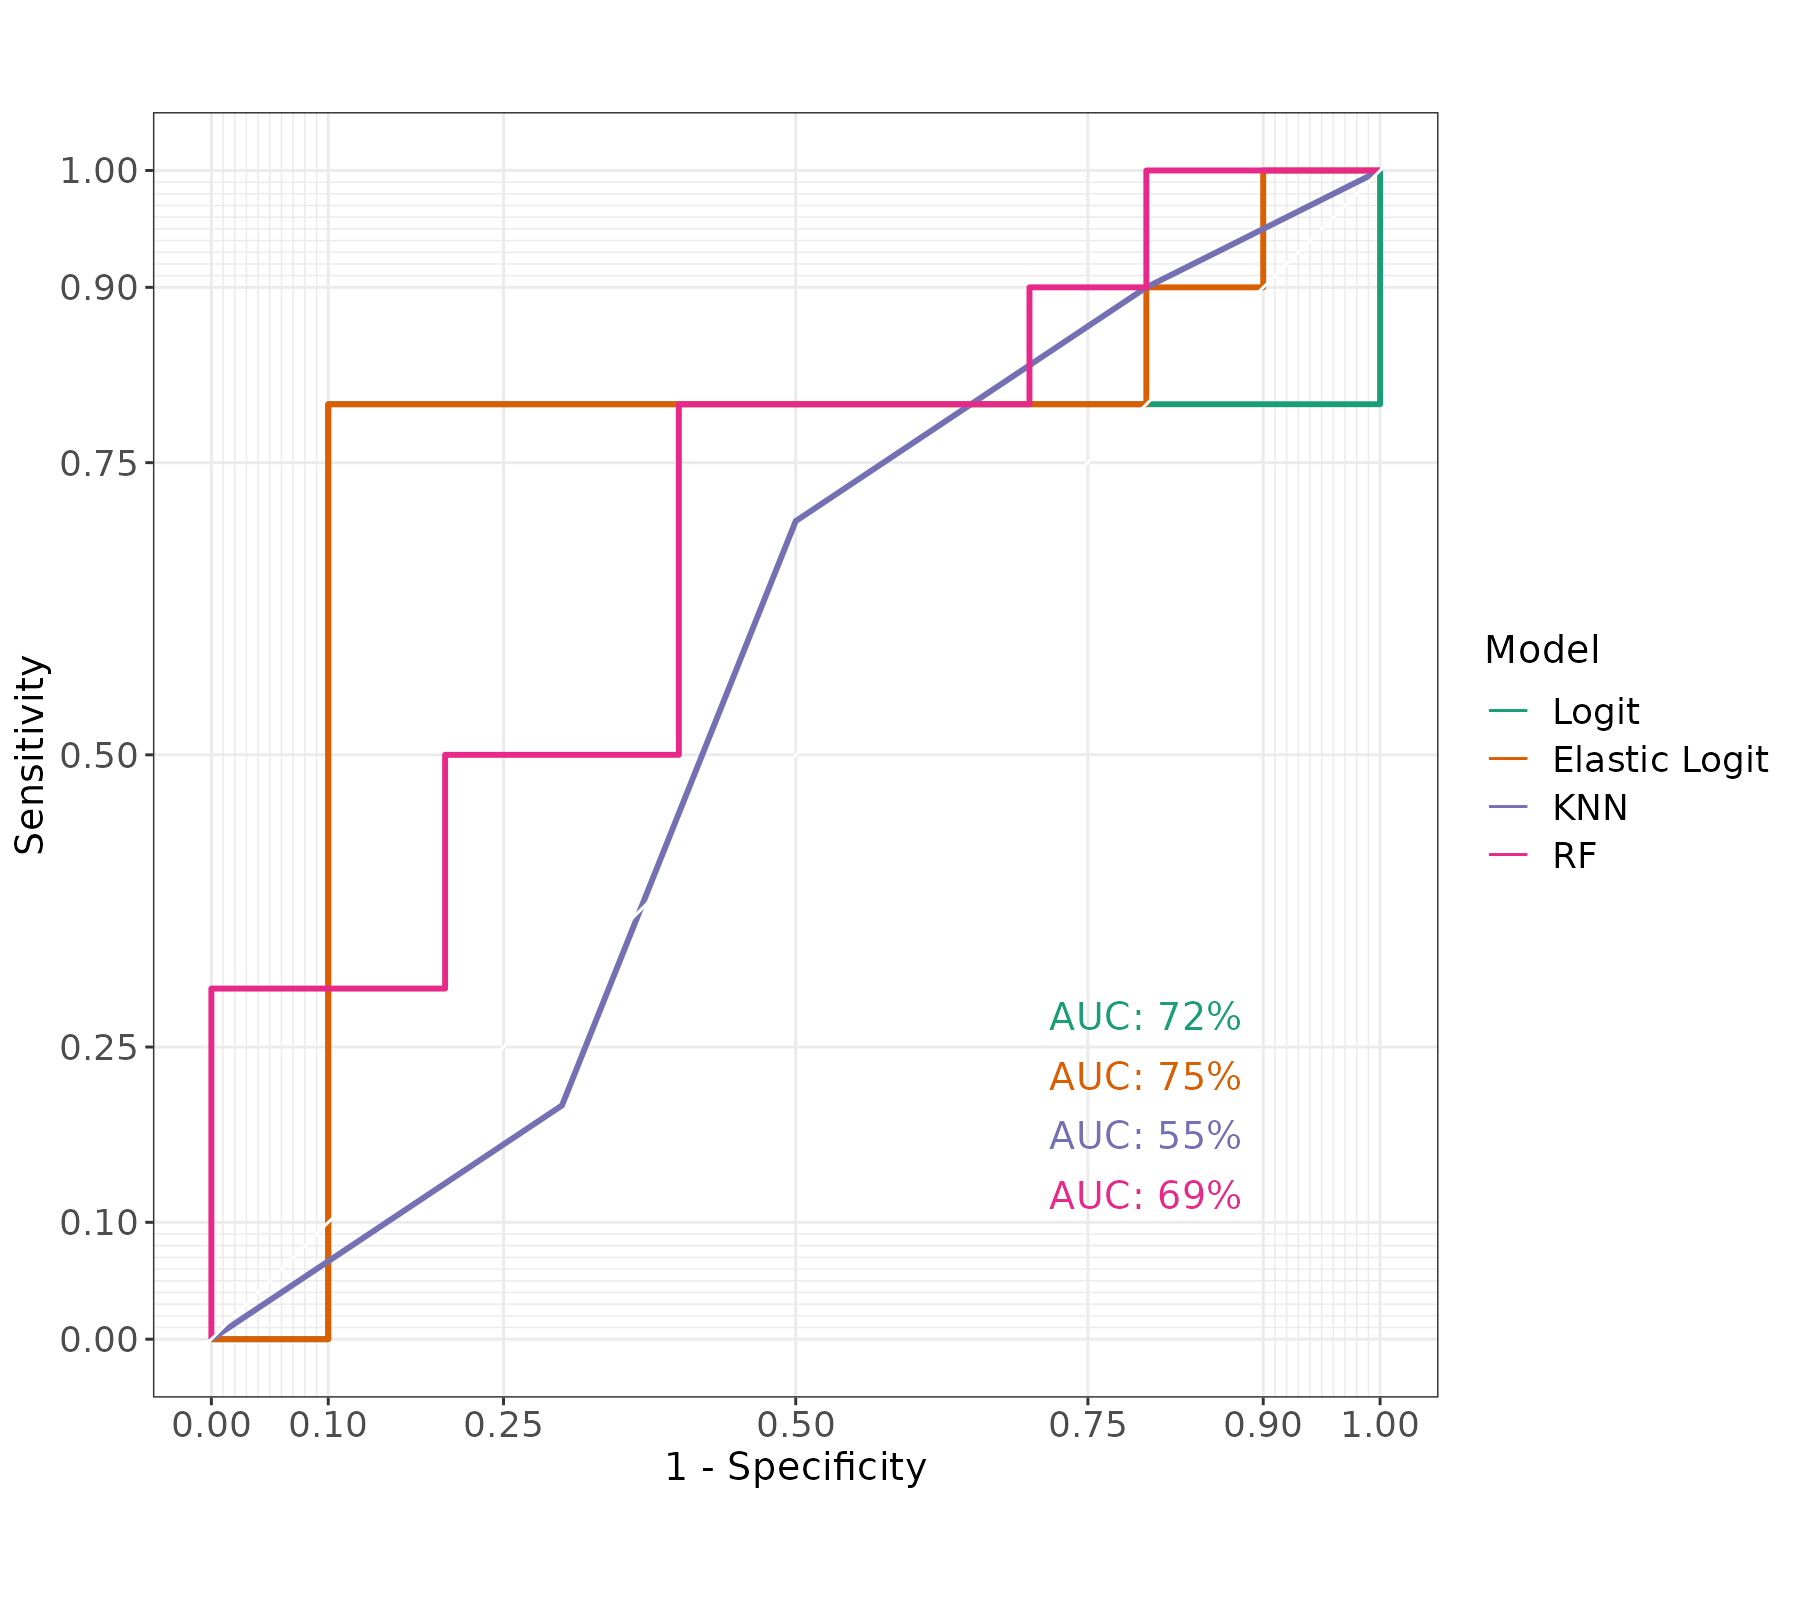 1.00
0.90
0.75
0.50
0.25
0.10
0.00
Sensitivity
0.00 0.10 0.25 0.50 0.75 0.90 1.00
1 - Specificity
AUC: 72%
AUC: 75%
AUC: 55%
AUC: 69%
Model
Logit
Elastic Logit
KNN
RF